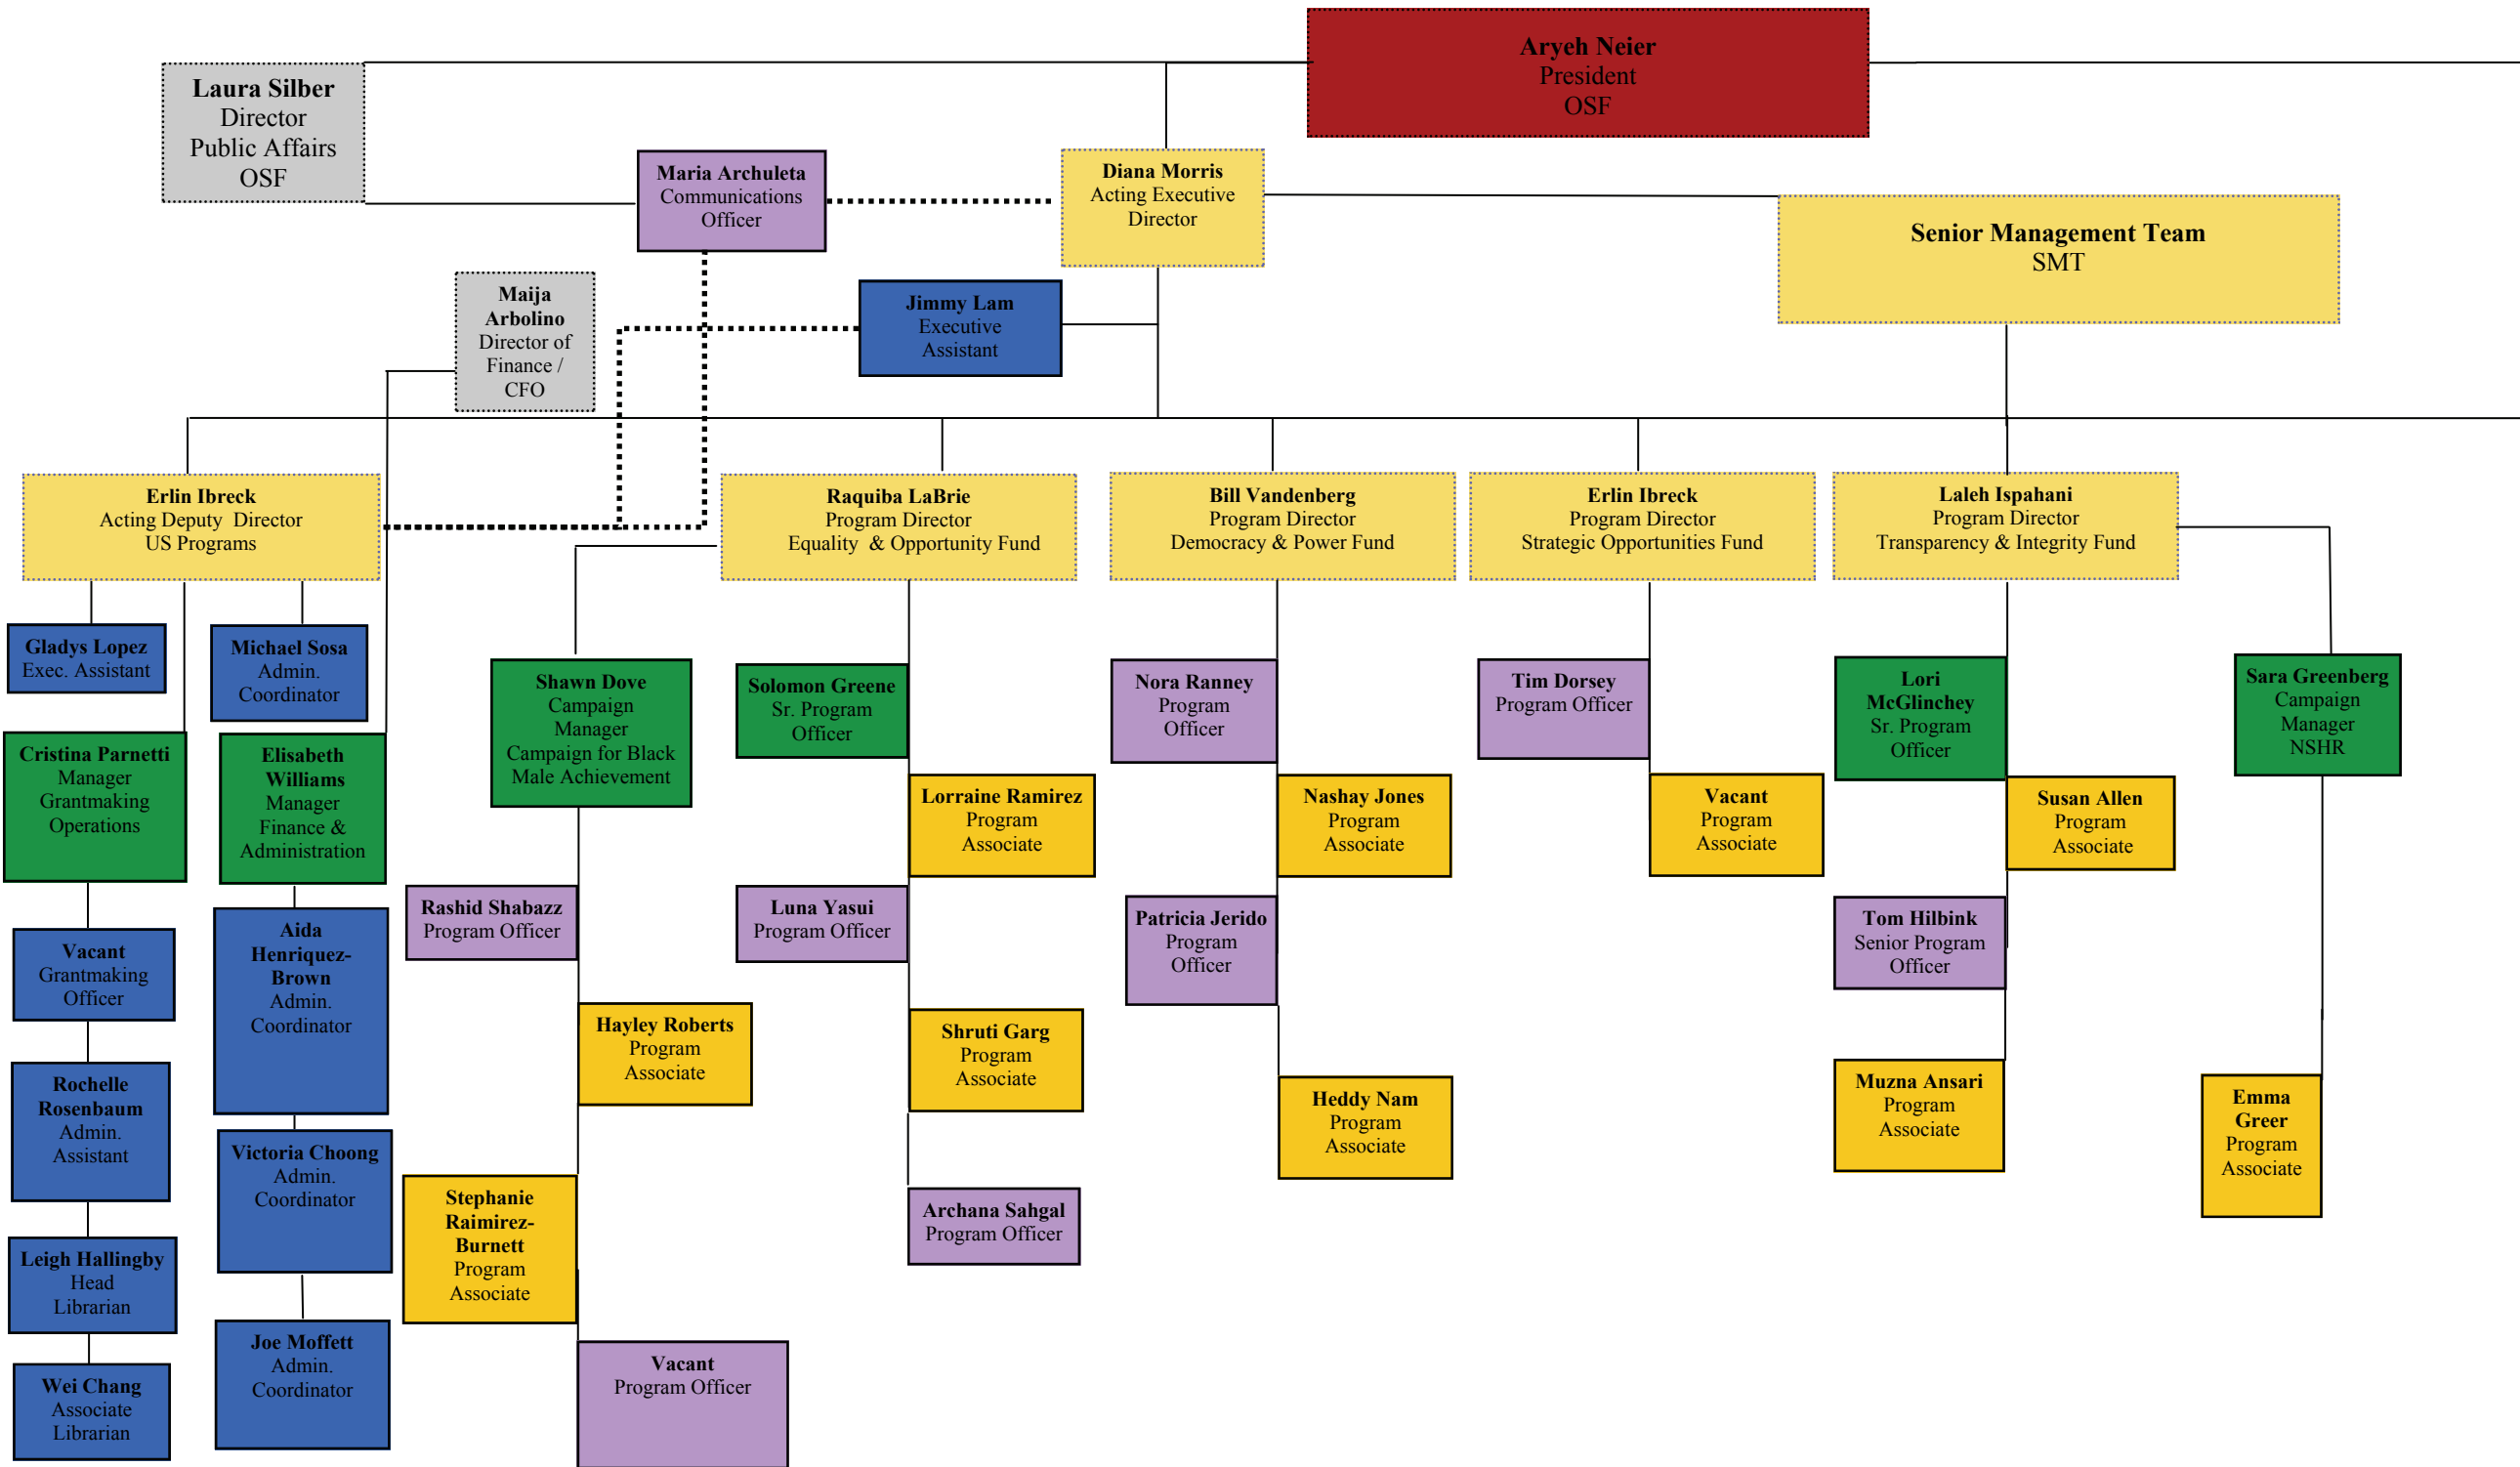 Aryeh Neier
President
OSF
Laura Silber
Director
Public Affairs
OSF
Maria Archuleta
Communications
Officer
Diana Morris
Acting Executive
Director
Senior Management Team
SMT
Maija
Arbolino
Director of
Finance /
CFO
Jimmy Lam
Executive
Assistant
Erlin Ibreck
Acting Deputy  Director
US Programs
Raquiba LaBrie
Program Director
Equality  & Opportunity Fund
Bill Vandenberg
Program Director
Democracy & Power Fund
Erlin Ibreck
Program Director
Strategic Opportunities Fund
Laleh Ispahani
Program Director
Transparency & Integrity Fund
Gladys Lopez
Exec. Assistant
Michael Sosa
Admin.
Coordinator
Cristina Parnetti
Manager
Grantmaking
Operations
Elisabeth
Williams
Manager
Finance &
Administration
Shawn Dove
Campaign
Manager
Campaign for Black
Male Achievement
Solomon Greene
Sr. Program
Officer
Nora Ranney
Program
Officer
Tim Dorsey
Program Officer
Lori
McGlinchey
Sr. Program
Officer
Sara Greenberg
Campaign
Manager
NSHR
Lorraine Ramirez
Program
Associate
Nashay Jones
Program
Associate
Vacant
Program
Associate
Susan Allen
Program
Associate
Vacant
Grantmaking
Officer
Aida
Henriquez-
Brown
Admin.
Coordinator
Rashid Shabazz
Program Officer
Luna Yasui
Program Officer
Patricia Jerido
Program
Officer
Tom Hilbink
Senior Program
Officer
Hayley Roberts
Program
Associate
Shruti Garg
Program
Associate
Heddy Nam
Program
Associate
Muzna Ansari
Program
Associate
Emma
Greer
Program
Associate
Rochelle
Rosenbaum
Admin.
Assistant
Victoria Choong
Admin.
Coordinator
Stephanie
Raimirez-
Burnett
Program
Associate
Archana Sahgal
Program Officer
Leigh Hallingby
Head
Librarian
Joe Moffett
Admin.
Coordinator
Vacant
Program Officer
Wei Chang
Associate
Librarian